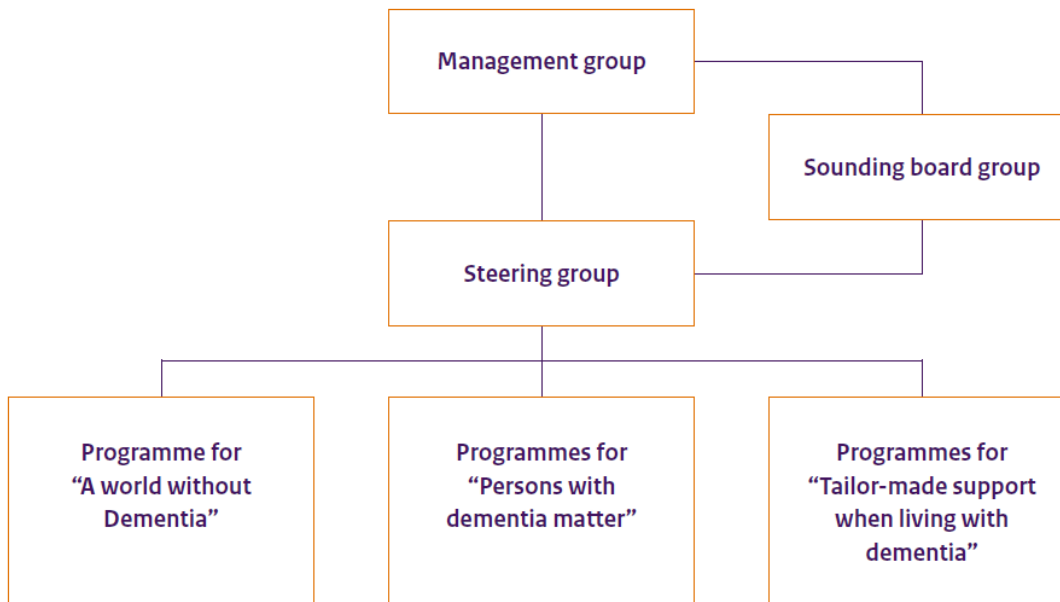 Management group
Sounding board group
Steering group
Programme for
“A world without
Dementia”
Programmes for
“Persons with
dementia matter”
Programmes for
“Tailor-made support
when living with
dementia”